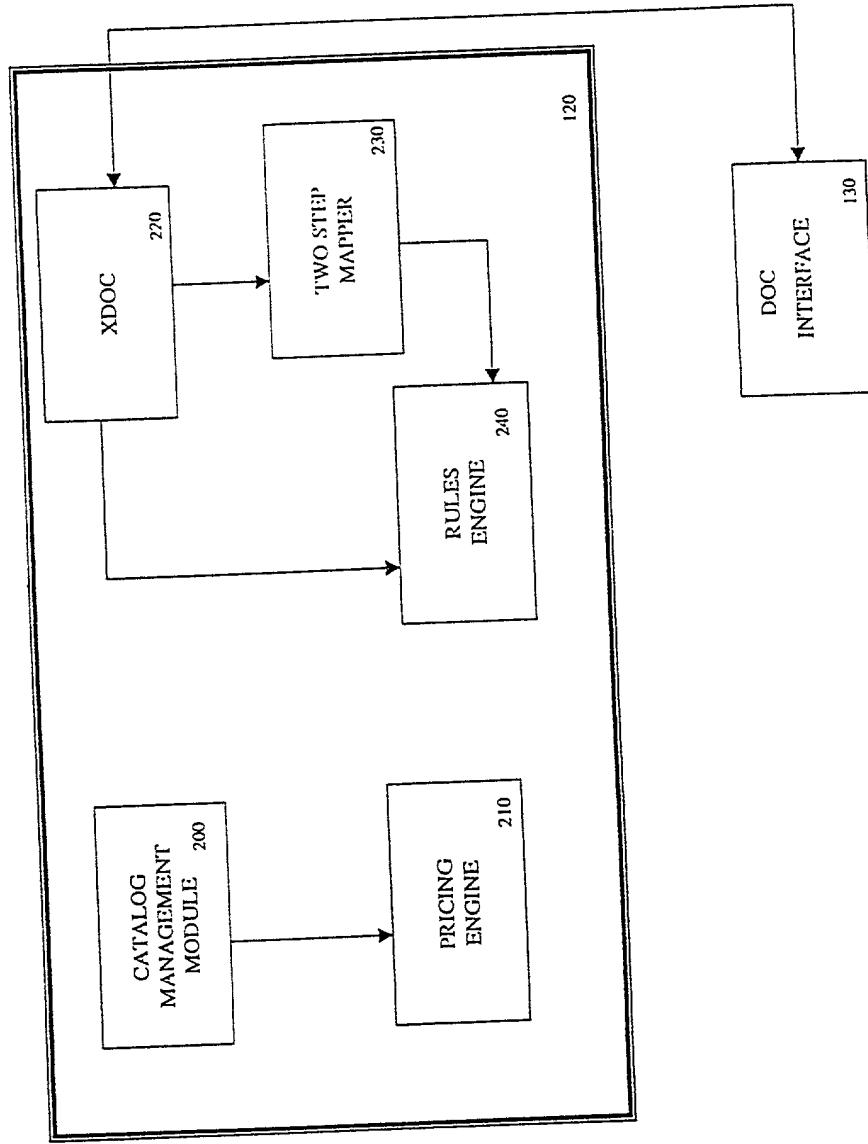 CATALOG
MANAGEMENT
MODULE
200
PRICING
ENGINE
210
XDOC
220
TWO STEP
MAPPER
230
RULES
ENGINE
240
120
DOC
INTERFACE
130